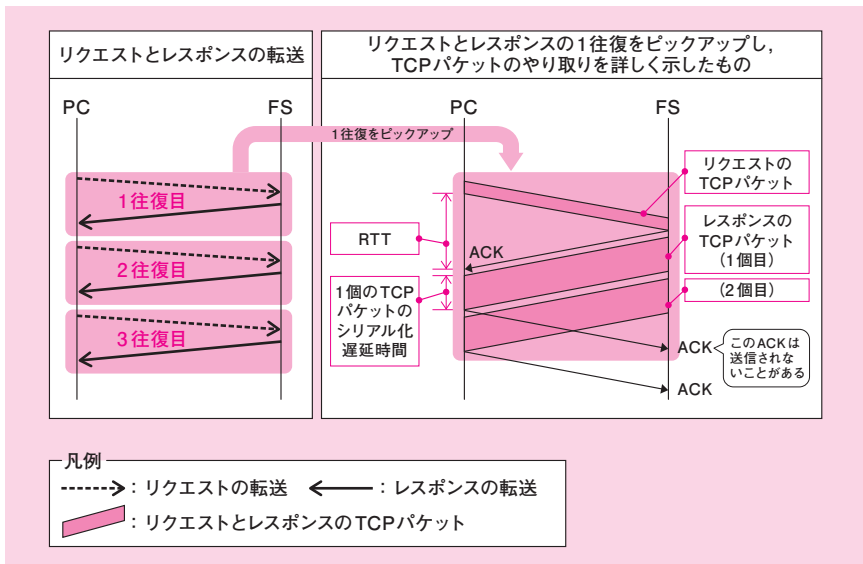 リクエストとレスポンスの転送
リクエストとレスポンスの1往復をピックアップし，
TCPパケットのやり取りを詳しく示したもの
PC
FS
1往復目
2往復目
3往復目
1往復をピックアップ
PC
FS
リクエストの
TCPパケット
レスポンスの
TCPパケット
(1個目)
(2個目)
RTT
ACK
1個のTCP
パケットの
シリアル化
遅延時間
ACK
このACKは
送信されな
いことがある
ACK
凡例
：リクエストの転送
：レスポンスの転送
：リクエストとレスポンスのTCPパケット